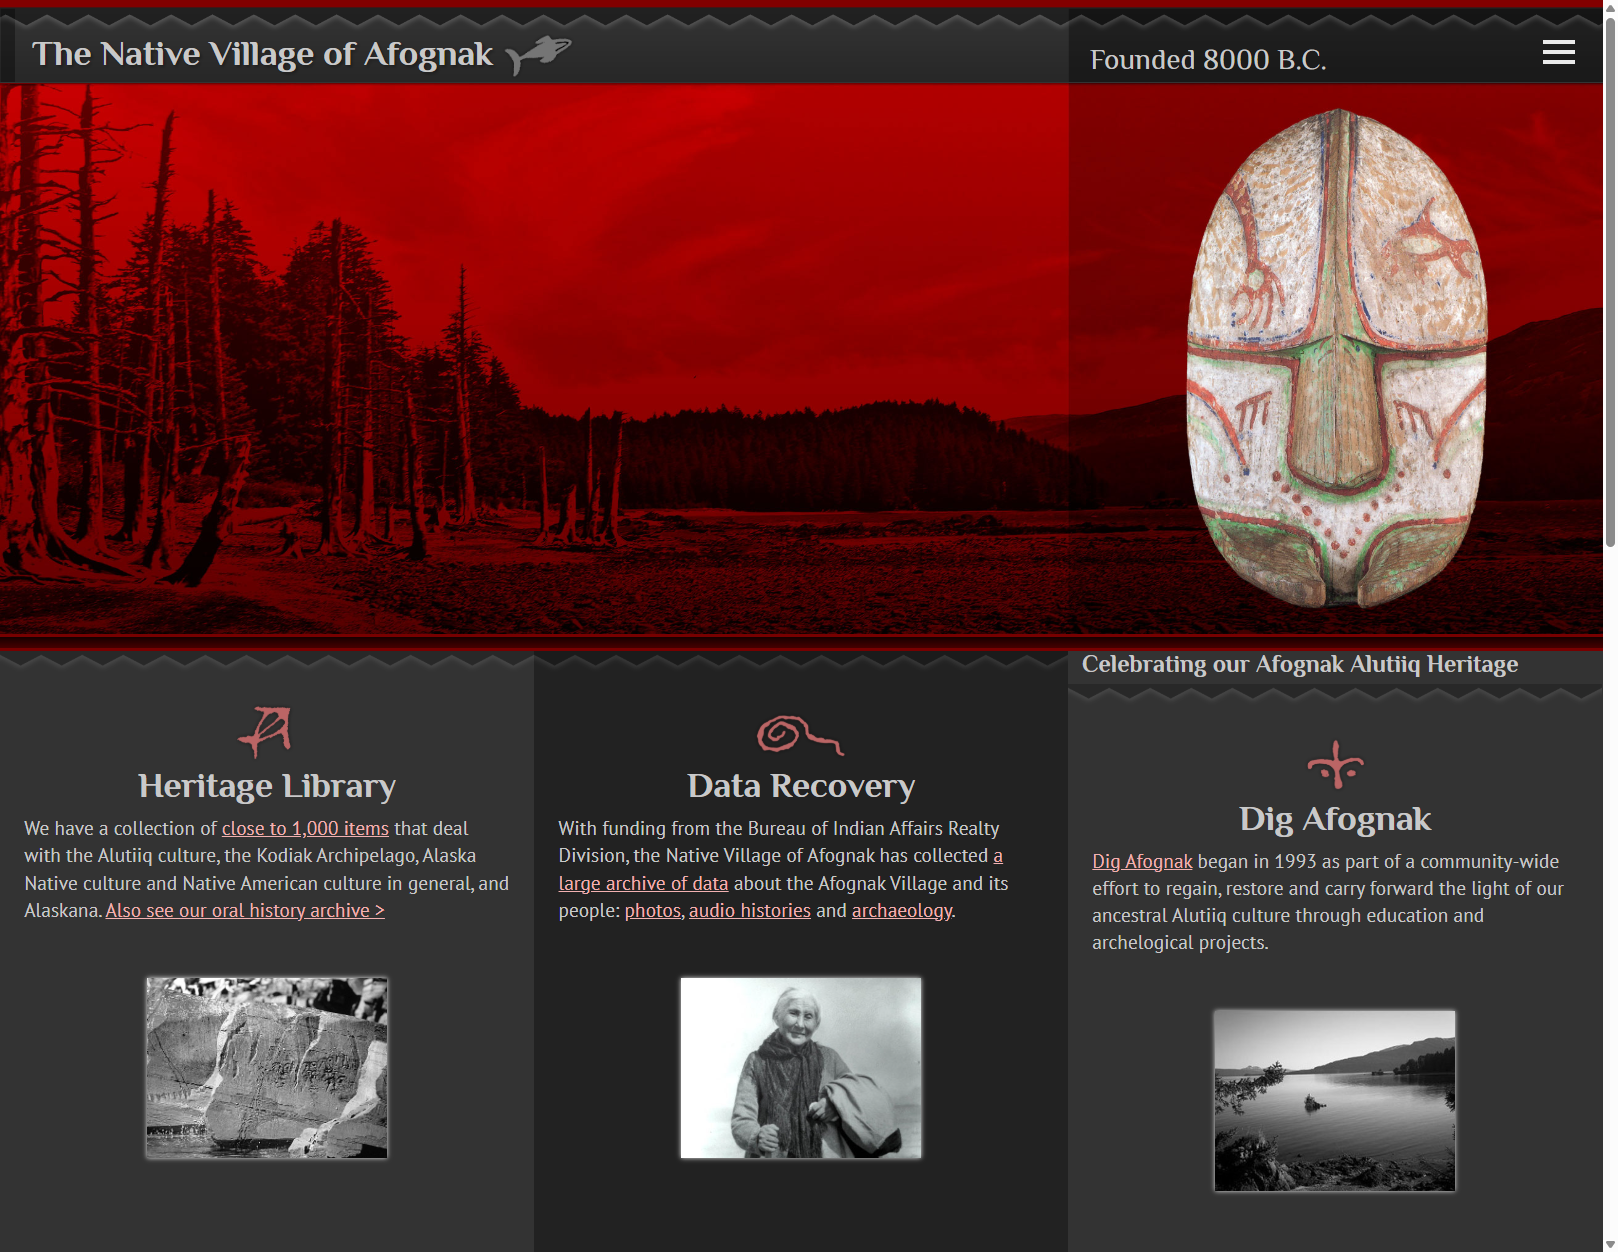 The Native Village of Afognak
Founded 8000 B.C.
Celebrating our Afognak Alutiiq Heritage
Heritage Library
We have a collection of close to 1,000 items that deal
with the Alutiiq culture, the Kodiak Archipelago, Alaska
Native culture and Native American culture in general, and
Alaskana. Also see our oral history archive >
Data Recovery
With funding from the Bureau of Indian Affairs Realty
Division, the Native Village of Afognak has collected a
large archive of data about the Afognak Village and its
people: photos, audio histories and archaeology.
Dig Afognak
Dig Afognak began in 1993 as part of a community-wide
effort to regain, restore and carry forward the light of our
ancestral Alutiiq culture through education and
archelogical projects.